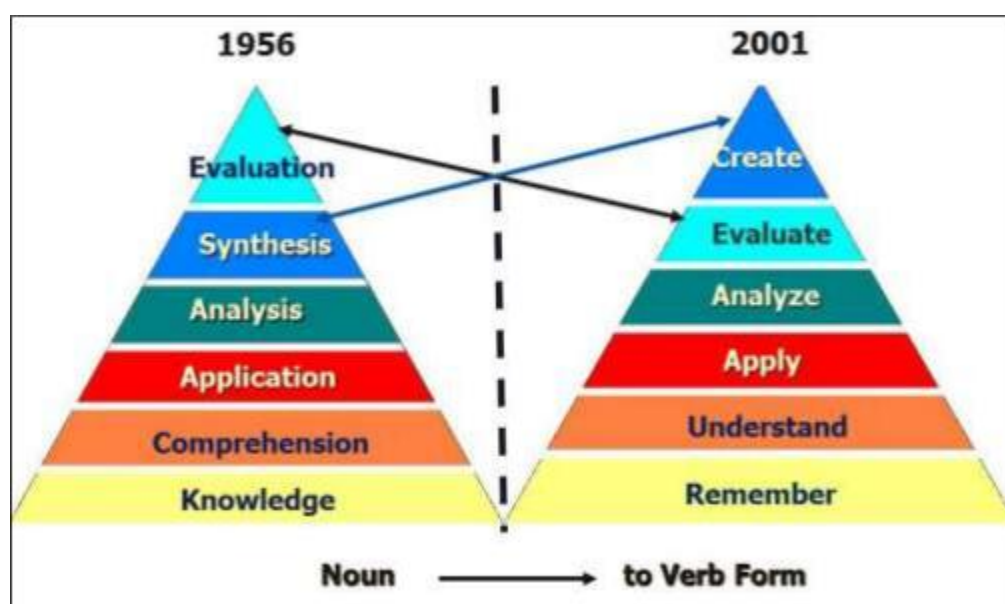 1956
2001
Evaluation
Synthesis
Analysis
Application
Comprehension
Knowledge
Create
Evaluate
Analyze
Apply
Understand
Remember
Noun to Verb Form